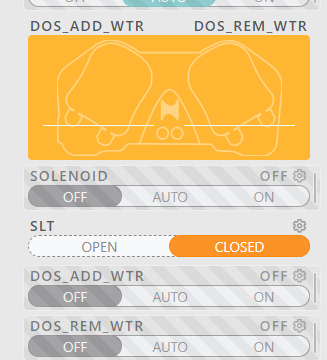 AUTO ON
DOS_ADD_WTR DOS_REM_WTR
SOLENOID OFF
OFF AUTO ON
SLT
OPEN CLOSED
DOS_ADD_WTR OFF
OFF AUTO ON
DOS_REM_WTR OFF
OFF AUTO ON